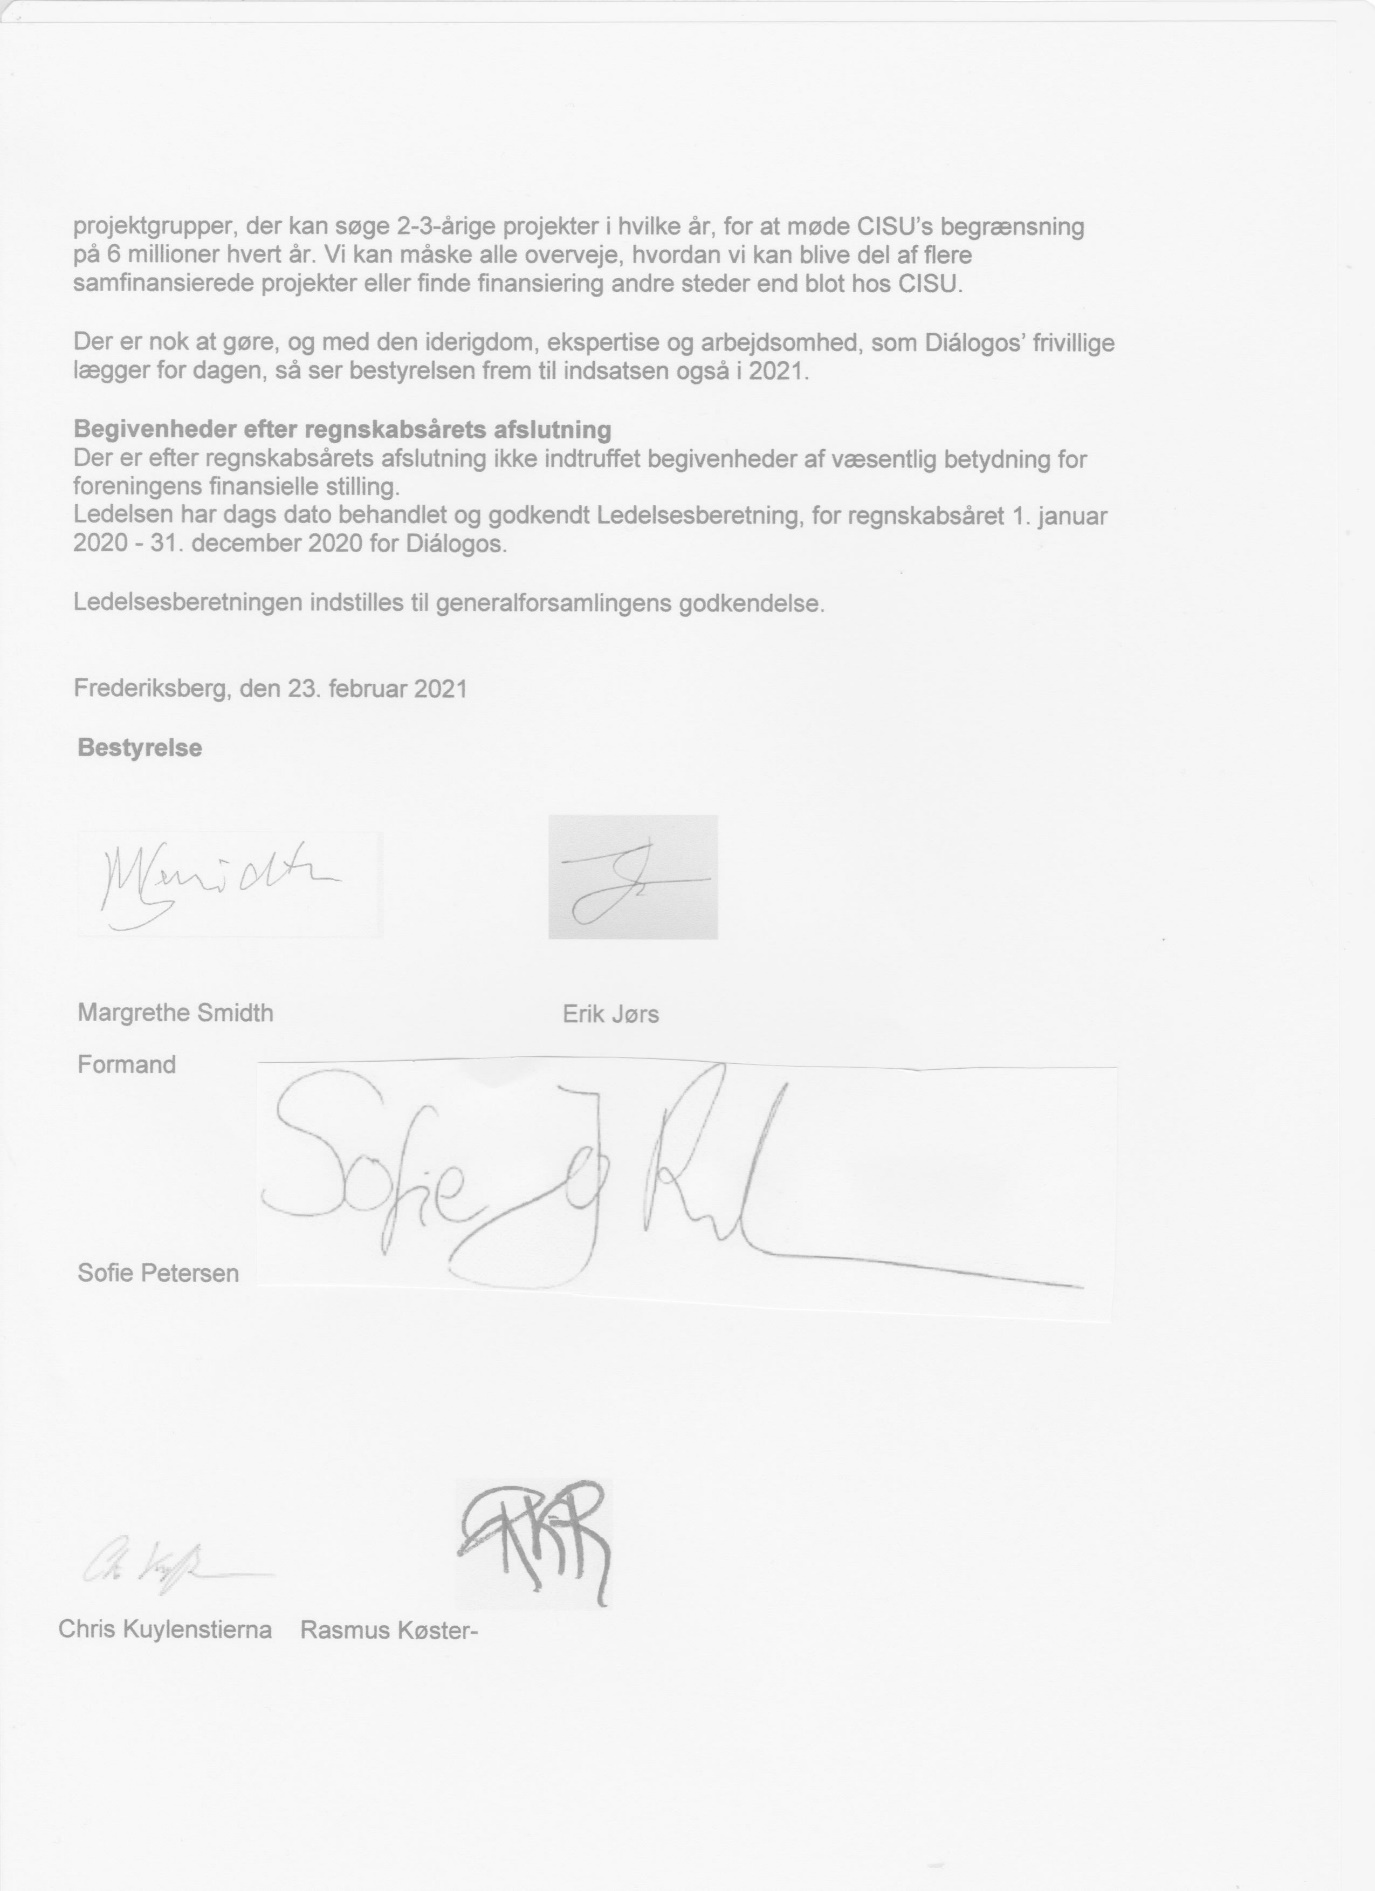 projektgrupper, der kan søge 2-3-årige projekter i hvilke år, for at møde CISU's begrænsning
på 6 millioner hvert år. Vi kan måske alle overveje, hvordan vi kan blive del af flere
samfinansierede projekter eller finde finansiering andre steder end blot hos CISU.
Der er nok at gøre, og med den iderigdom, ekspertise og arbejdsomhed, som Diálogos' frivillige
lægger for dagen, så ser bestyrelsen frem til indsatsen også i 2021.
Begivenheder efter regnskabsårets afslutning
Der er efter regnskabsårets afslutning ikke indtruffet begivenheder af væsentlig betydning for
foreningens finansielle stilling.
Ledelsen har dags dato behandlet og godkendt Ledelsesberetning, for regnskabsåret 1. januar
2020 - 31. december 2020 for Diálogos.
Ledelsesberetningen indstilles til generalforsamlingens godkendelse.
Frederiksberg, den 23. februar 2021
Bestyrelse
MSmidth
Margrethe Smidth Erik Jørs
Formand
Sofie
Sofie Petersen
RKR
Chris Kuylenstierna Rasmus Køster-